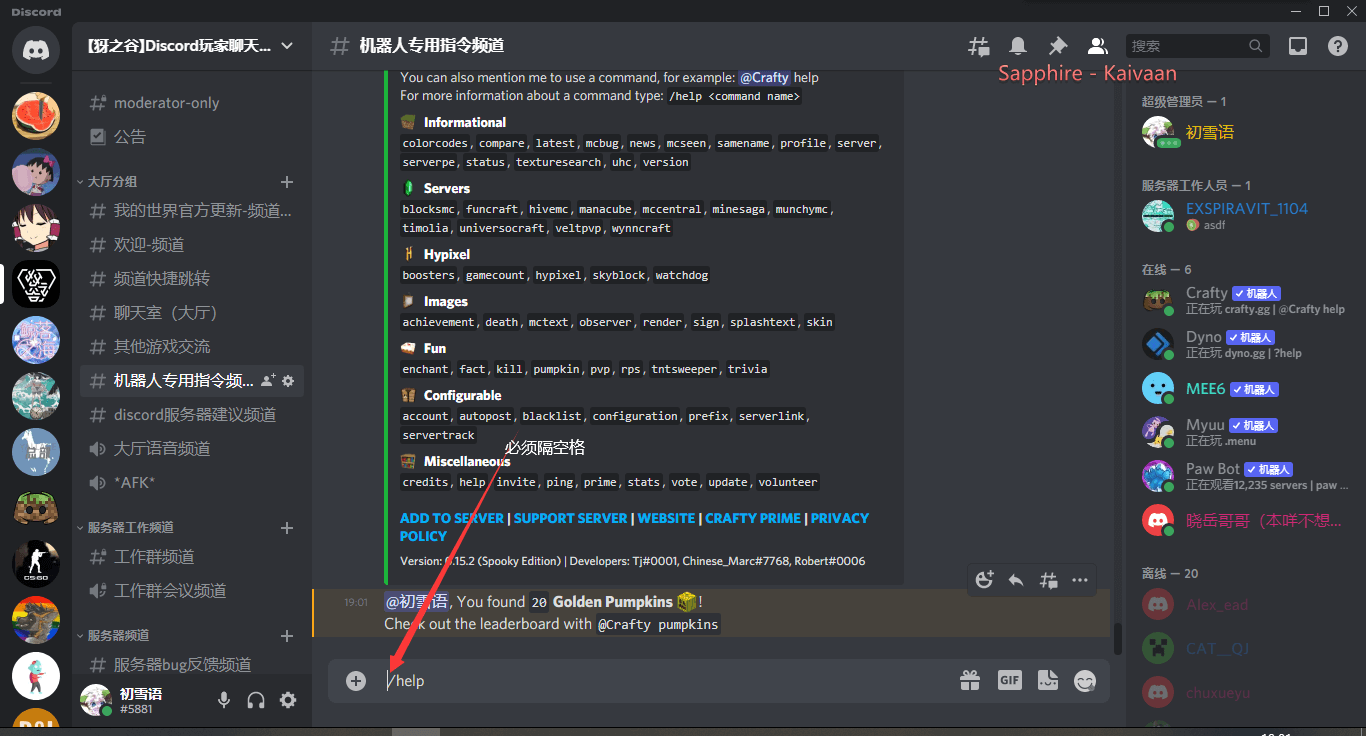 Discord
【犽之谷】Discord玩家聊天...
moderator-only
公告
大厅分组
我的世界官方更新-频道...
欢迎-频道
频道快捷跳转
聊天室（大厅）
其他游戏交流
机器人专用指令频...
discord服务器建议频道
大厅语音频道
*AFK*
服务器工作频道
工作群频道
工作群会议频道
服务器频道
服务器bug反馈频道
初雪语
#5881
CS:GO
机器人专用指令频道
搜索
Sapphire - Kaivaan
You can also mention me to use a command, for example: @Crafty help
For more information about a command type: /help <command name>
Informational
colorcodes, compare, latest, mcbug, news, mcseen, samename, profile, server,
serverpe, status, texturesearch, uhc, version
Servers
blocksmc, funcraft, hivemc, manacube, mccentral, minesaga, munchymc,
timolia, universocraft, veltpvp, wynncraft
Hypixel
boosters, gamecount, hypixel, skyblock, watchdog
Images
achievement, death, mctext, observer, render, sign, splashtext, skin
Fun
enchant, fact, kill, pumpkin, pvp, rps, tntsweeper, trivia
Configurable
account, autopost, blacklist, configuration, prefix, serverlink,
servertrack
必须隔空格
Miscellaneous
credits, help, invite, ping, prime, stats, vote, update, volunteer
ADD TO SERVER | SUPPORT SERVER | WEBSITE | CRAFTY PRIME | PRIVACY
POLICY
Version: 6.15.2 (Spooky Edition) | Developers: Tj#0001, Chinese_Marc#7768, Robert#0006
19:01 @初雪语, You found 20 Golden Pumpkins !
Check out the leaderboard with @Crafty pumpkins
/help
GIF
超级管理员 — 1
初雪语
服务器工作人员 — 1
EXSPIRAVIT_1104
asdf
在线 — 6
Crafty 机器人
正在玩 crafty.gg | @Crafty help
Dyno 机器人
正在玩 dyno.gg | ?help
MEE6 机器人
Myuu 机器人
正在玩 .menu
Paw Bot 机器人
正在观看12,235 servers | paw ...
晓岳哥哥（本咩不想...
离线 — 20
Alex_ead
CAT__Q1
chuxueyu